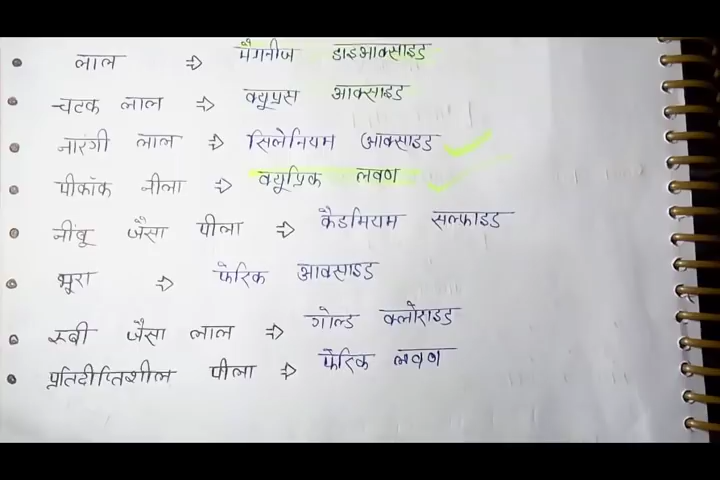 • लाल ⇒ मैंगनीज डाइआक्साइड
• चटक लाल ⇒ क्यूप्रस आक्साइड
• नारंगी लाल ⇒ सिलेनियम आक्साइड ✓
• पीकॉक नीला ⇒ क्यूप्रिक लवण ✓
• नींबू जैसा पीला ⇒ कैडमियम सल्फाइड
• भूरा ⇒ फेरिक आक्साइड
• रूबी जैसा लाल ⇒ गोल्ड क्लोराइड
• प्रतिदीप्तिशील पीला ⇒ फेरिक लवण